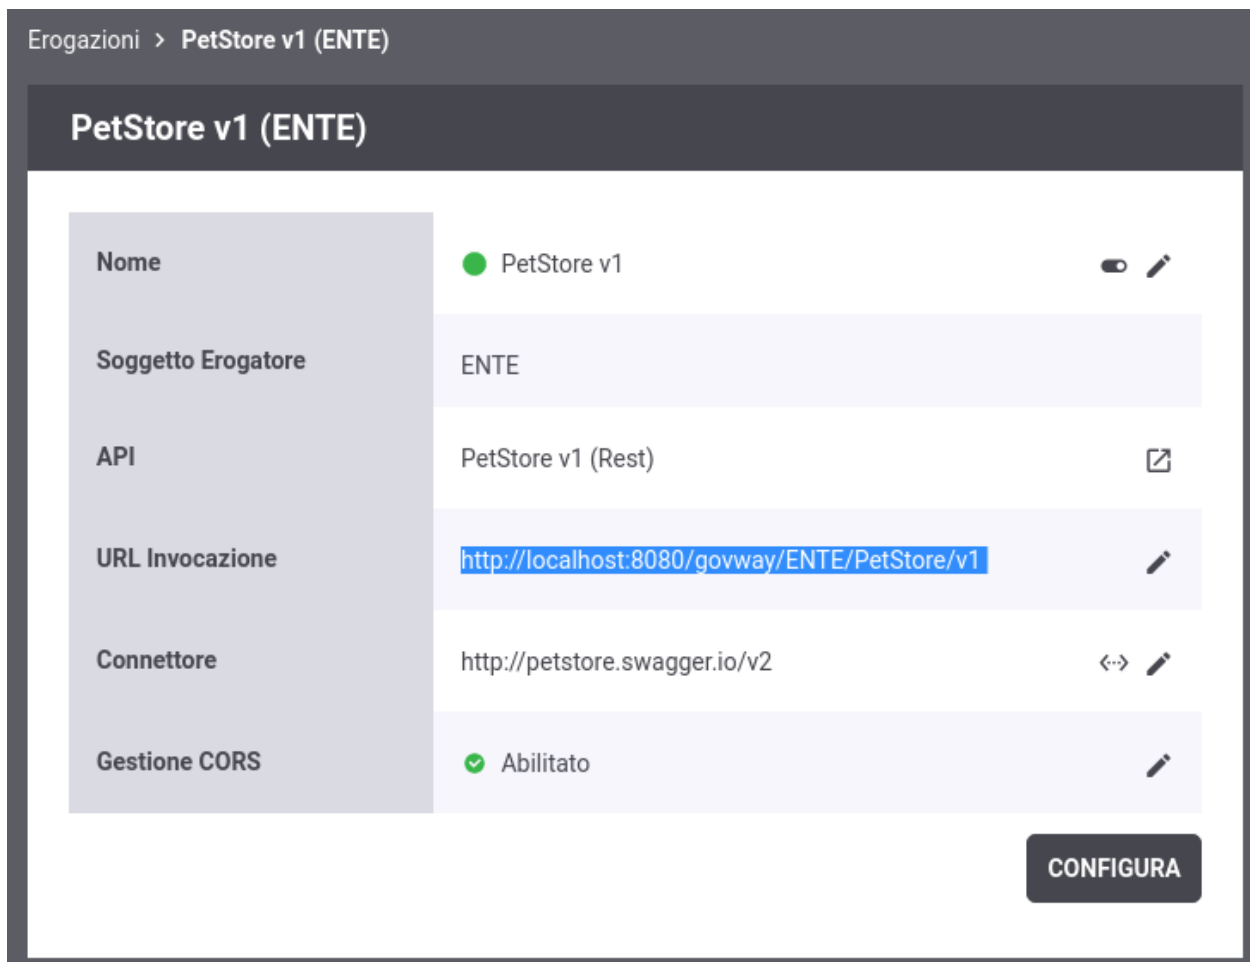 Erogazioni > PetStore v1 (ENTE)
PetStore v1 (ENTE)
Nome PetStore v1
Soggetto Erogatore ENTE
API PetStore v1 (Rest)
URL Invocazione http://localhost:8080/govway/ENTE/PetStore/v1
Connettore http://petstore.swagger.io/v2
Gestione CORS Abilitato
CONFIGURA